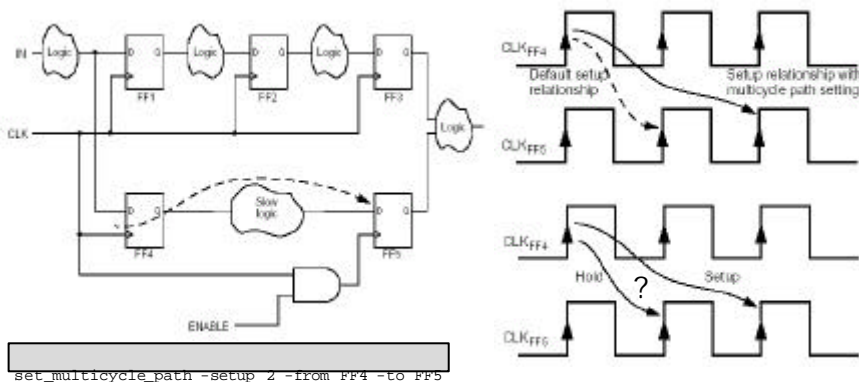 IN
Logic
D Q
FF1
Logic
D Q
FF2
Logic
D Q
FF3
CLK
Logic
D Q
FF4
Slow
logic
D Q
FF5
ENABLE
set_multicycle_path -setup 2 -from FF4 -to FF5
CLKFF4
Default setup
relationship
Setup relationship with
multicycle path setting
CLKFF5
CLKFF4
Hold
?
Setup
CLKFF5